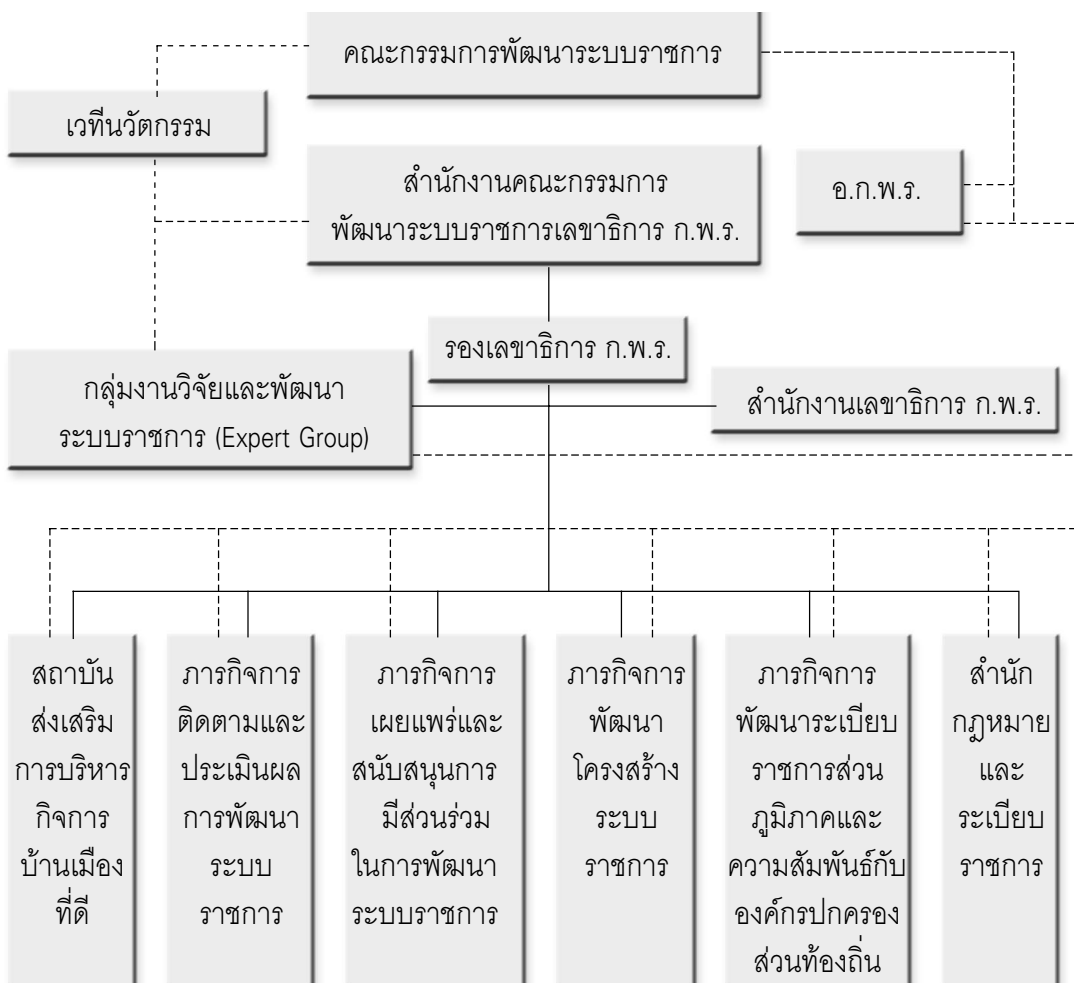 คณะกรรมการพัฒนาระบบราชการ
เวทีนวัตกรรม
สำนักงานคณะกรรมการ
พัฒนาระบบราชการเลขาธิการ ก.พ.ร.
อ.ก.พ.ร.
รองเลขาธิการ ก.พ.ร.
กลุ่มงานวิจัยและพัฒนา
ระบบราชการ (Expert Group)
สำนักงานเลขาธิการ ก.พ.ร.
สถาบัน
ส่งเสริม
การบริหาร
กิจการ
บ้านเมือง
ที่ดี
ภารกิจการ
ติดตามและ
ประเมินผล
การพัฒนา
ระบบ
ราชการ
ภารกิจการ
เผยแพร่และ
สนับสนุนการ
มีส่วนร่วม
ในการพัฒนา
ระบบราชการ
ภารกิจการ
พัฒนา
โครงสร้าง
ระบบ
ราชการ
ภารกิจการ
พัฒนาระเบียบ
ราชการส่วน
ภูมิภาคและ
ความสัมพันธ์กับ
องค์กรปกครอง
ส่วนท้องถิ่น
สำนัก
กฎหมาย
และ
ระเบียบ
ราชการ